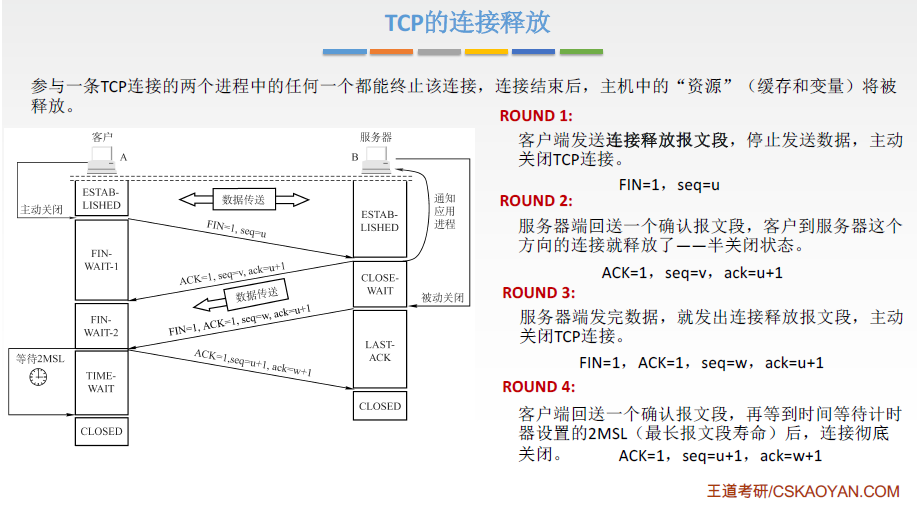 TCP的连接释放
参与一条TCP连接的两个进程中的任何一个都能终止该连接，连接结束后，主机中的“资源”（缓存和变量）将被
释放。
客户
A
服务器
B
主动关闭
ESTAB-
LISHED
数据传送
通知
应用
进程
ESTAB-
LISHED
FIN=1, seq=u
FIN-
WAIT-1
ACK=1, seq=v, ack=u+1
CLOSE-
WAIT
数据传送
被动关闭
FIN=1, ACK=1, seq=w, ack=u+1
FIN-
WAIT-2
LAST-
ACK
等待2MSL
ACK=1,seq=u+1, ack=w+1
TIME-
WAIT
CLOSED
CLOSED
ROUND 1:
客户端发送连接释放报文段，停止发送数据，主动
关闭TCP连接。
FIN=1，seq=u
ROUND 2:
服务器端回送一个确认报文段，客户到服务器这个
方向的连接就释放了——半关闭状态。
ACK=1，seq=v，ack=u+1
ROUND 3:
服务器端发完数据，就发出连接释放报文段，主动
关闭TCP连接。
FIN=1，ACK=1，seq=w，ack=u+1
ROUND 4:
客户端回送一个确认报文段，再等到时间等待计时
器设置的2MSL（最长报文段寿命）后，连接彻底
关闭。 ACK=1，seq=u+1，ack=w+1
王道考研/CSKAOYAN.COM